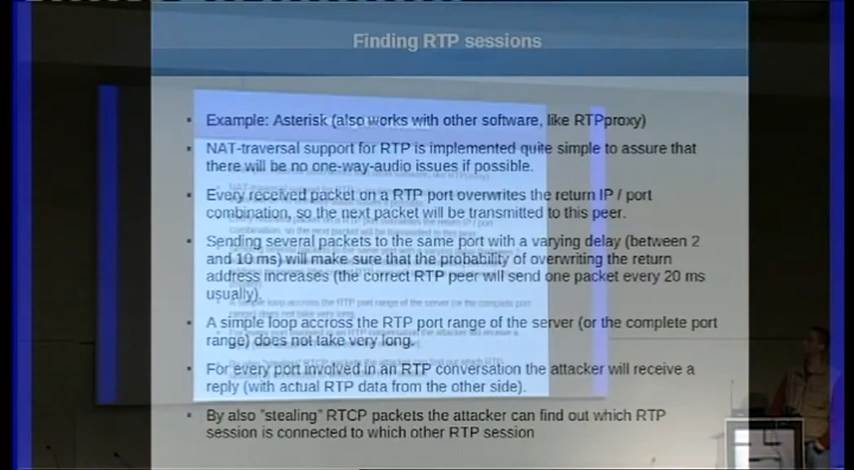 Finding RTP sessions
Example: Asterisk (also works with other software, like RTPproxy)
NAT-traversal support for RTP is implemented quite simple to assure that
there will be no one-way-audio issues if possible.
Every received packet on a RTP port overwrites the return IP / port
combination, so the next packet will be transmitted to this peer.
Sending several packets to the same port with a varying delay (between 2
and 10 ms) will make sure that the probability of overwriting the return
address increases (the correct RTP peer will send one packet every 20 ms
usually).
A simple loop accross the RTP port range of the server (or the complete port
range) does not take very long.
For every port involved in an RTP conversation the attacker will receive a
reply (with actual RTP data from the other side).
By also "stealing" RTCP packets the attacker can find out which RTP
session is connected to which other RTP session